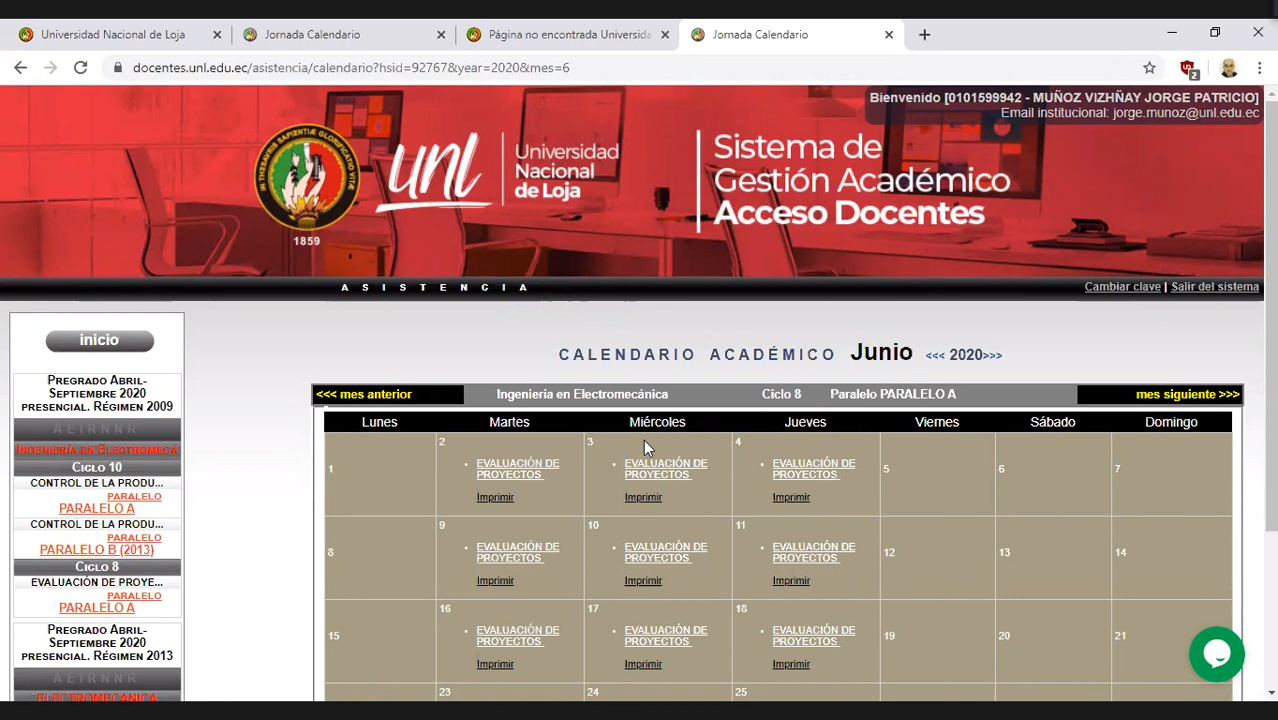 Universidad Nacional de Loja
Jornada Calendario
Página no encontrada Universida
Jornada Calendario
docentes.unl.edu.ec/asistencia/calendario?hsid=92767&year=2020&mes=6
2
Bienvenido [0101599942 - MUÑOZ VIZHÑAY JORGE PATRICIO]
Email institucional: jorge.munoz@unl.edu.ec
IN THESAVRIS SAPIENTIAE GLORIFICATIO VITAE
1859
unl
Universidad
Nacional
de Loja
Sistema de
Gestión Académico
Acceso Docentes
ASISTENCIA
Cambiar clave | Salir del sistema
inicio
PREGRADO ABRIL-
SEPTIEMBRE 2020
PRESENCIAL. RÉGIMEN 2009
A E I R N N R
INGENIERÍA EN ELECTROMECÁ
CICLO 10
CONTROL DE LA PRODU...
PARALELO
PARALELO A
CONTROL DE LA PRODU...
PARALELO
PARALELO B (2013)
CICLO 8
EVALUACIÓN DE PROYE...
PARALELO
PARALELO A
PREGRADO ABRIL-
SEPTIEMBRE 2020
PRESENCIAL. RÉGIMEN 2013
A E I R N N R
ELECTROMECÁNICA
CALENDARIO ACADÉMICO Junio <<< 2020>>>
<<< mes anterior Ingeniería en Electromecánica Ciclo 8 Paralelo PARALELO A mes siguiente >>>
Lunes Martes Miércoles Jueves Viernes Sábado Domingo
1
2
EVALUACIÓN DE
PROYECTOS
Imprimir
3
EVALUACIÓN DE
PROYECTOS
Imprimir
4
EVALUACIÓN DE
PROYECTOS
Imprimir
5
6
7
8
9
EVALUACIÓN DE
PROYECTOS
Imprimir
10
EVALUACIÓN DE
PROYECTOS
Imprimir
11
EVALUACIÓN DE
PROYECTOS
Imprimir
12
13
14
15
16
EVALUACIÓN DE
PROYECTOS
Imprimir
17
EVALUACIÓN DE
PROYECTOS
Imprimir
18
EVALUACIÓN DE
PROYECTOS
Imprimir
19
20
21
23
24
25